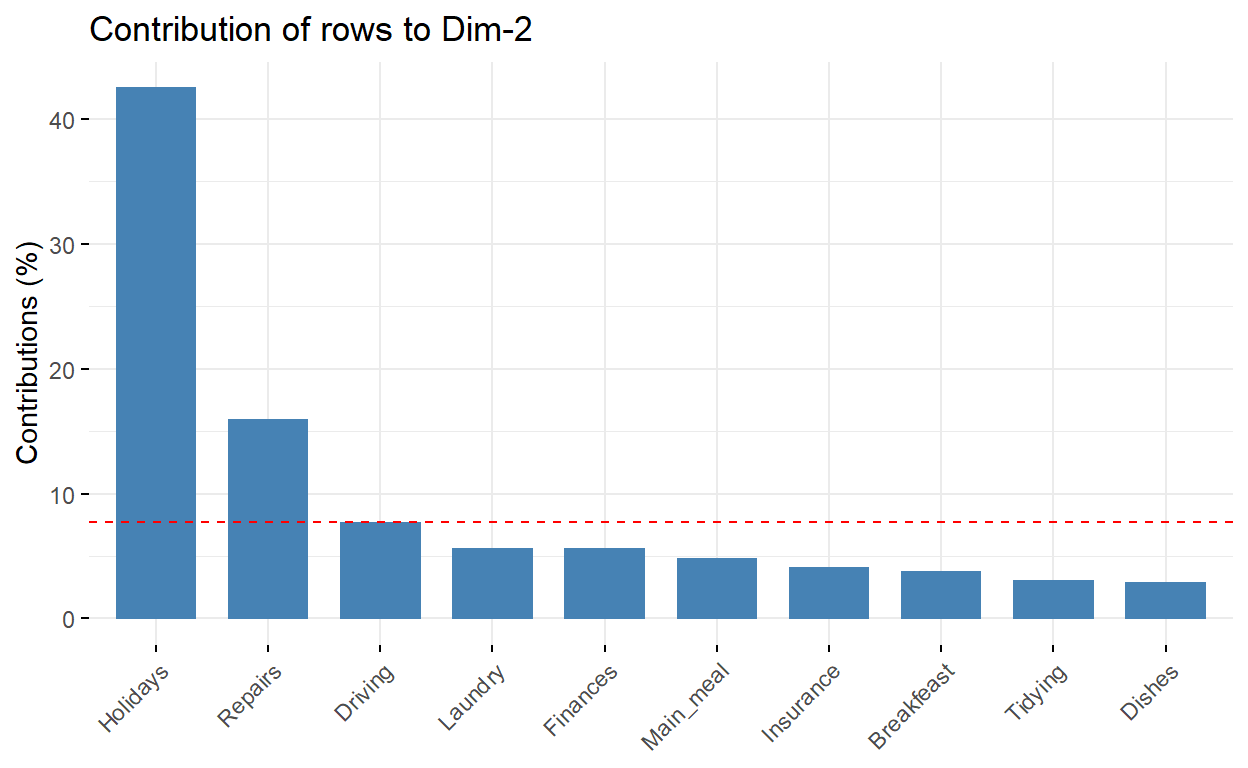 Contribution of rows to Dim-2
Contributions (%)
40
30
20
10
0
Holidays
Repairs
Driving
Laundry
Finances
Main_meal
Insurance
Breakfeast
Tidying
Dishes